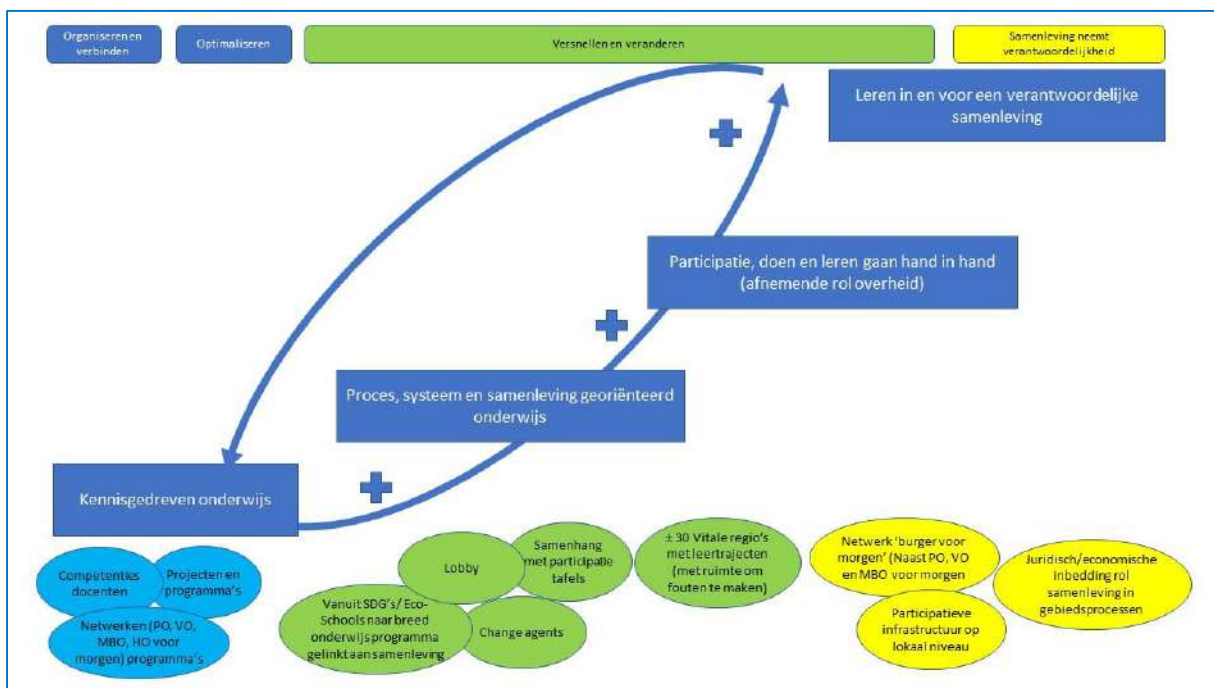 Organiseren en
verbinden
Optimaliseren
Versnellen en veranderen
Samenleving neemt
verantwoordelijkheid
Leren in en voor een verantwoordelijke
samenleving
Participatie, doen en leren gaan hand in hand
(afnemende rol overheid)
Proces, systeem en samenleving georiënteerd
onderwijs
Kennisgedreven onderwijs
Competenties
docenten
Projecten en
programma's
Netwerken (PO, VO,
MBO, HO voor
morgen) programma's
Lobby
Samenhang
met participatie
tafels
Vanuit SDG's/ Eco-
Schools naar breed
onderwijs programma
gelinkt aan samenleving
Change agents
± 30 Vitale regio's
met leertrajecten
(met ruimte om
fouten te maken)
Netwerk 'burger voor
morgen' (Naast PO, VO
en MBO voor morgen
Participatieve
infrastructuur op
lokaal niveau
Juridisch/economische
inbedding rol
samenleving in
gebiedsprocessen